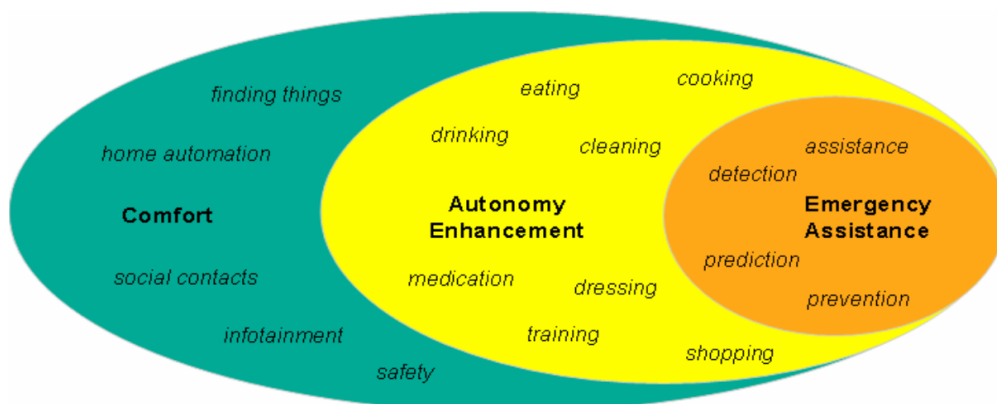 finding things
home automation
Comfort
social contacts
infotainment
safety
eating
cooking
drinking
cleaning
Autonomy
Enhancement
medication
dressing
training
shopping
assistance
detection
Emergency
Assistance
prediction
prevention